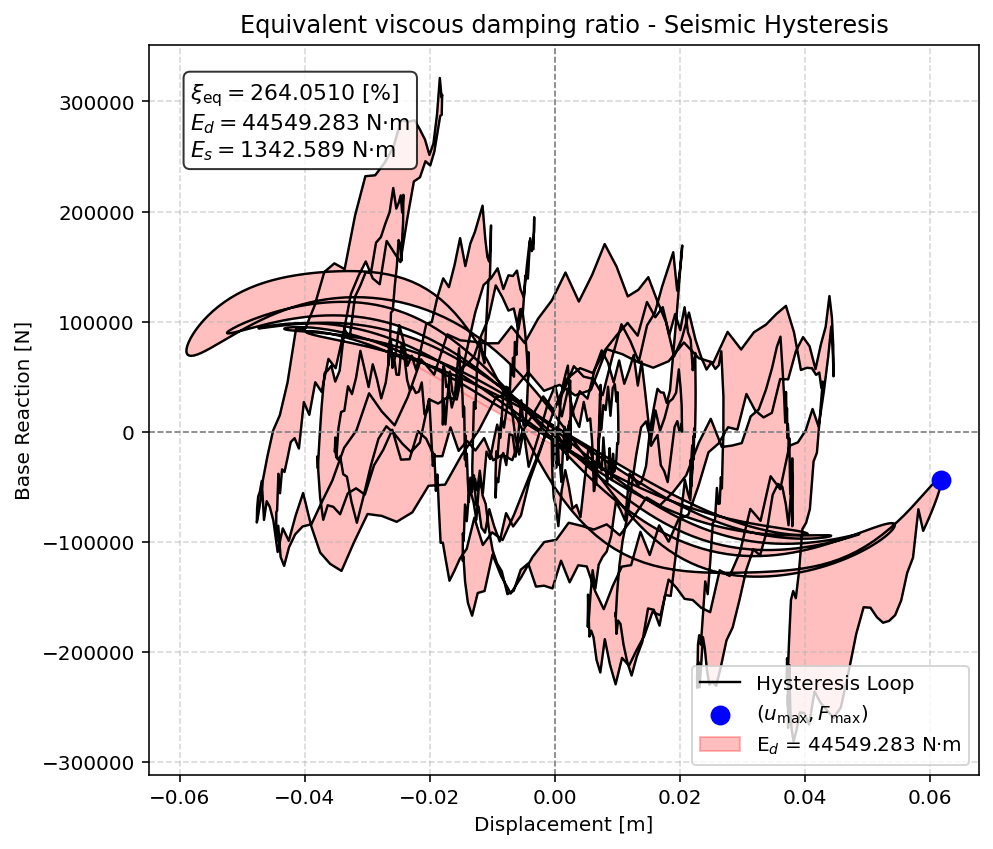 Equivalent viscous damping ratio - Seismic Hysteresis
ξeq = 264.0510 [%]
Ed = 44549.283 N·m
Es = 1342.589 N·m
Base Reaction [N]
300000
200000
100000
0
−100000
−200000
−300000
−0.06 −0.04 −0.02 0.00 0.02 0.04 0.06
Displacement [m]
Hysteresis Loop
(umax, Fmax)
Ed = 44549.283 N·m